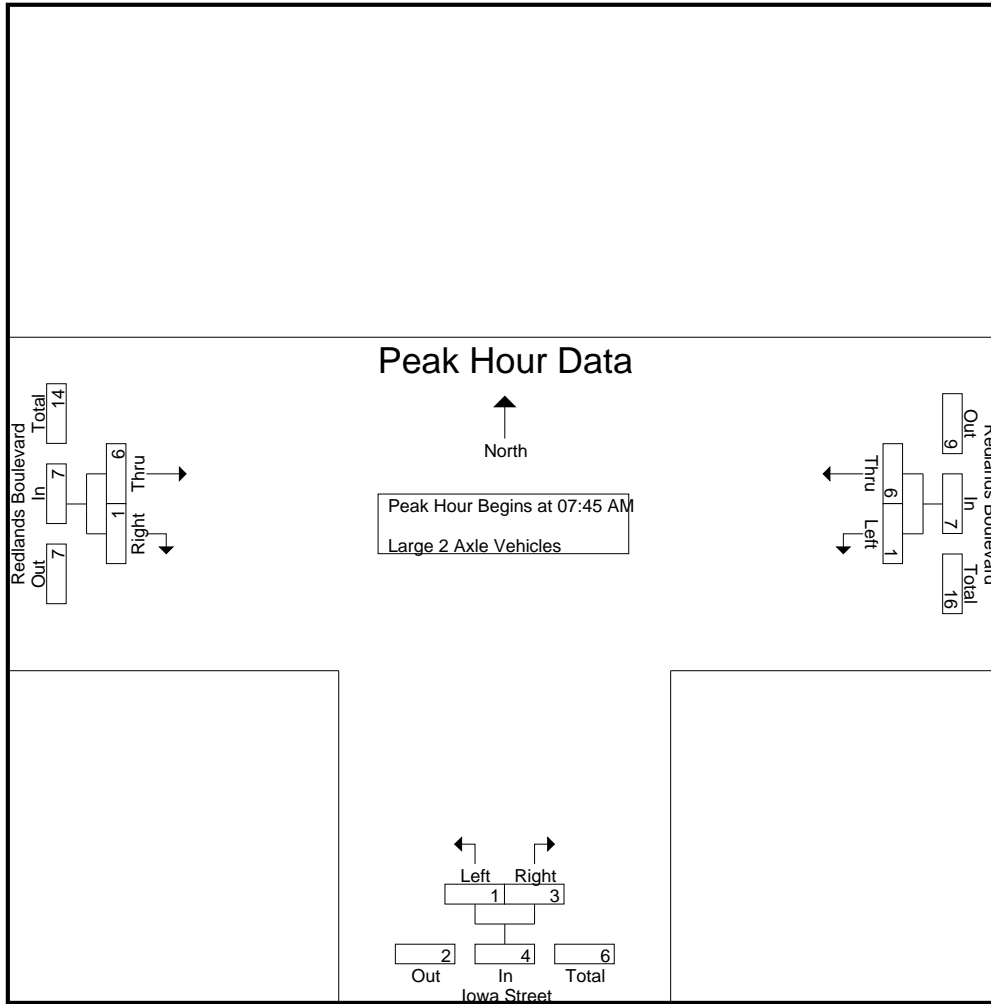 Peak Hour Data
North
Peak Hour Begins at 07:45 AM
Large 2 Axle Vehicles
Redlands Boulevard
Out In Total
7 7 14
Right Thru
1 6
Redlands Boulevard
Out In Total
9 7 16
Thru Left
6 1
Left Right
1 3
2 4 6
Out In Total
Iowa Street